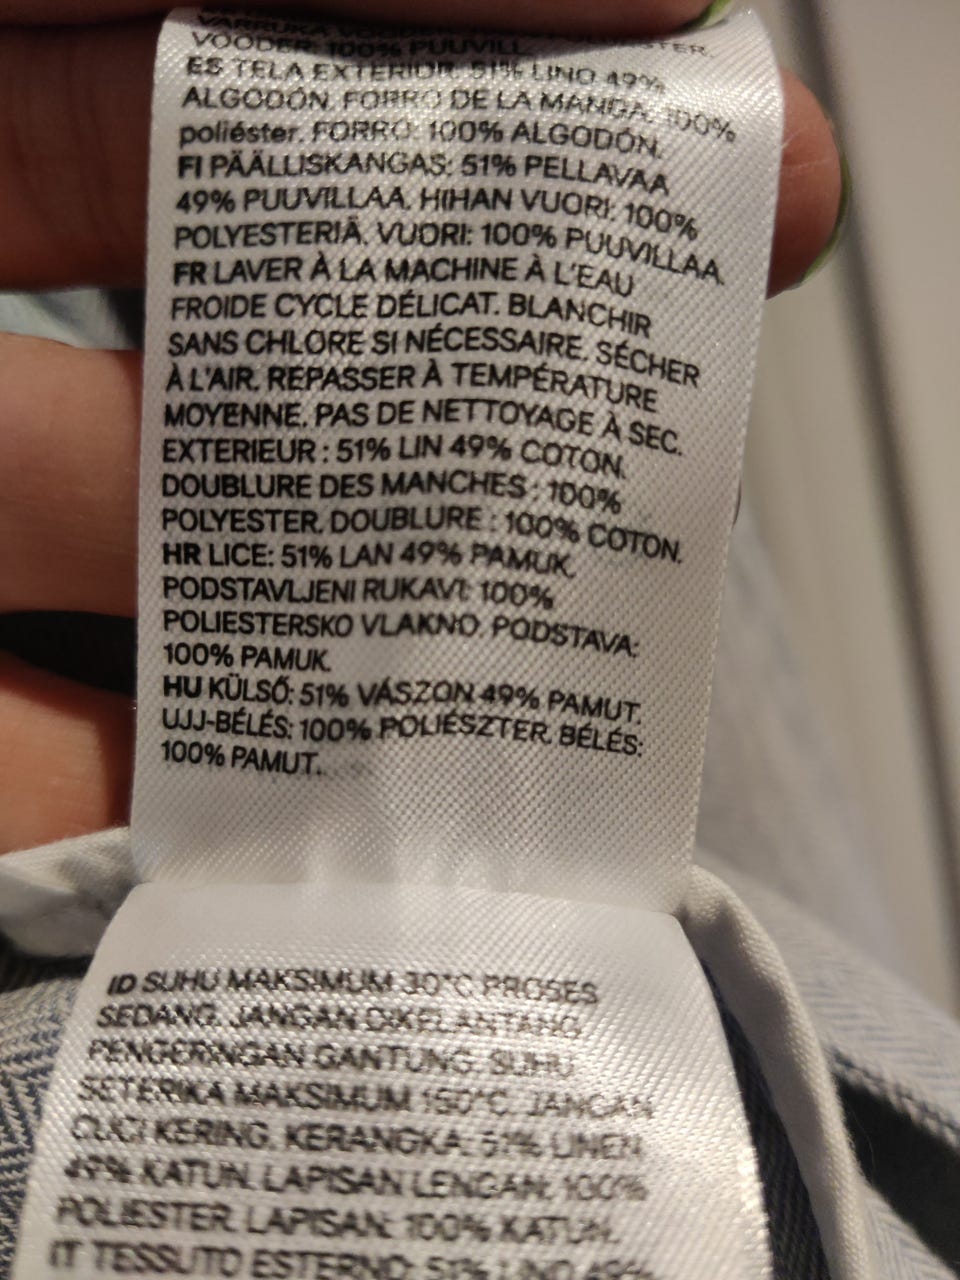 VOODER: 100% PUUVILL.
ES TELA EXTERIOR: 51% LINO 49%
ALGODÓN. FORRO DE LA MANGA: 100%
poliéster. FORRO: 100% ALGODÓN.
FI PÄÄLLISKANGAS: 51% PELLAVAA
49% PUUVILLAA. HIHAN VUORI: 100%
POLYESTERIÄ. VUORI: 100% PUUVILLAA.
FR LAVER À LA MACHINE À L'EAU
FROIDE CYCLE DÉLICAT. BLANCHIR
SANS CHLORE SI NÉCESSAIRE. SÉCHER
À L'AIR. REPASSER À TEMPÉRATURE
MOYENNE. PAS DE NETTOYAGE À SEC.
EXTERIEUR : 51% LIN 49% COTON.
DOUBLURE DES MANCHES : 100%
POLYESTER. DOUBLURE : 100% COTON.
HR LICE: 51% LAN 49% PAMUK.
PODSTAVLJENI RUKAVI: 100%
POLIESTERSKO VLAKNO. PODSTAVA:
100% PAMUK.
HU KÜLSŐ: 51% VÁSZON 49% PAMUT.
UJJ-BÉLÉS: 100% POLIÉSZTER. BÉLÉS:
100% PAMUT.
ID SUHU MAKSIMUM 30°C PROSES
SEDANG. JANGAN DIKELANTANG.
PENGERINGAN GANTUNG. SUHU
SETERIKA MAKSIMUM 150°C. JANGAN
CUCI KERING. KERANGKA: 51% LINEN
49% KATUN. LAPISAN LENGAN: 100%
POLIESTER. LAPISAN: 100% KATUN.
IT TESSUTO ESTERNO: 51% LINO 49%